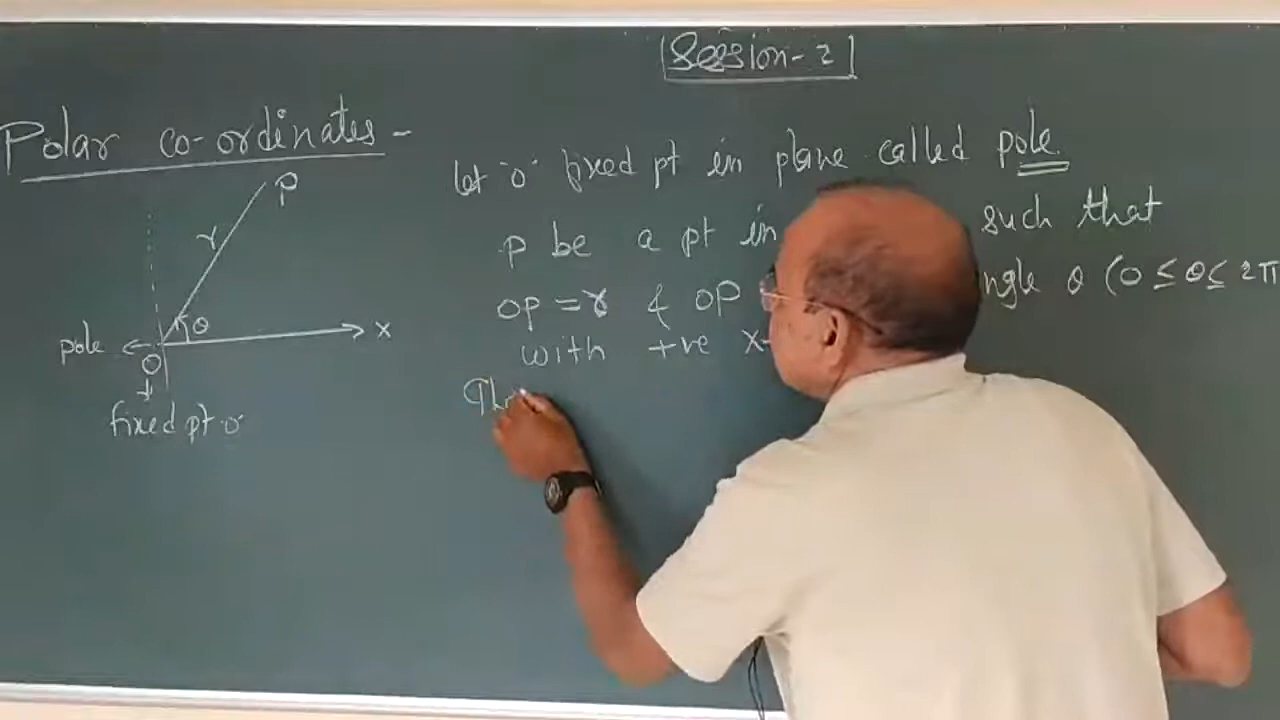 Session-2
Polar co-ordinates-
P
r
θ
x
pole
O
fixed pt o
let "o" fixed pt in plane called pole.
p be a pt in such that
op = r & op ngle θ (0 ≤ θ ≤ 2π
with +ve x-
The